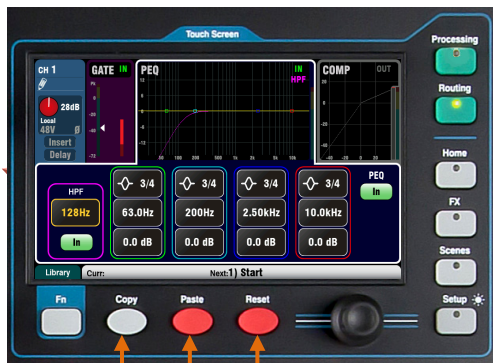 Touch Screen
Processing
Routing
Home
FX
Scenes
Setup
CH 1
28dB
Local
48V Ø
Insert
Delay
GATE IN
PEQ IN
HPF
COMP OUT
HPF
128Hz
In
3/4
63.0Hz
0.0 dB
3/4
200Hz
0.0 dB
3/4
2.50kHz
0.0 dB
3/4
10.0kHz
0.0 dB
PEQ
In
Library Curr: Next:1) Start
Fn
Copy
Paste
Reset